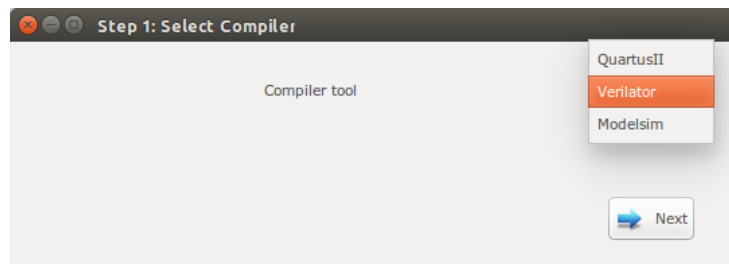 Step 1: Select Compiler
QuartusII
Compiler tool
Verilator
Modelsim
Next